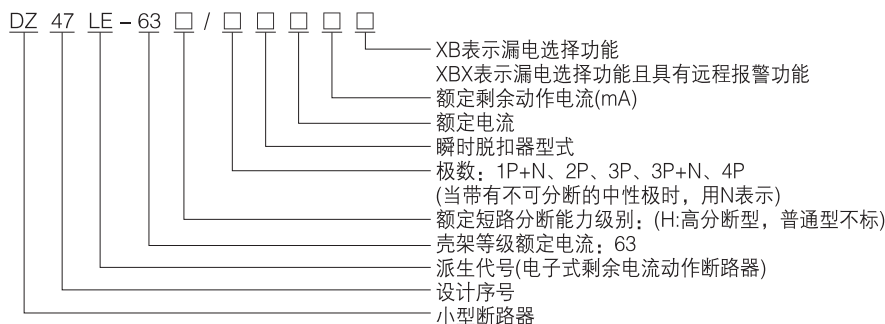 DZ 47 LE - 63 □ / □ □ □ □ □
XB表示漏电选择功能
XBX表示漏电选择功能且具有远程报警功能
额定剩余动作电流(mA)
额定电流
瞬时脱扣器型式
极数：1P+N、2P、3P、3P+N、4P
(当带有不可分断的中性极时，用N表示)
额定短路分断能力级别：(H:高分断型，普通型不标)
壳架等级额定电流：63
派生代号(电子式剩余电流动作断路器)
设计序号
小型断路器